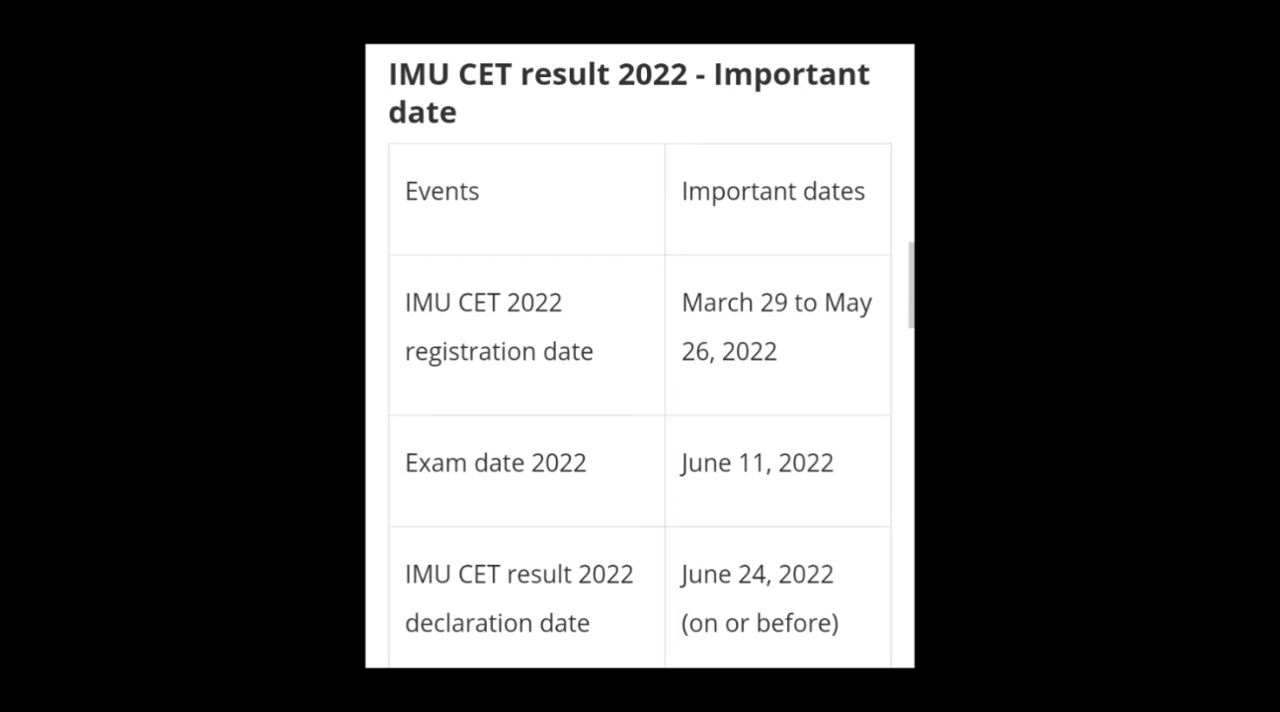 IMU CET result 2022 - Important
date
Events
Important dates
IMU CET 2022
registration date
March 29 to May
26, 2022
Exam date 2022
June 11, 2022
IMU CET result 2022
declaration date
June 24, 2022
(on or before)